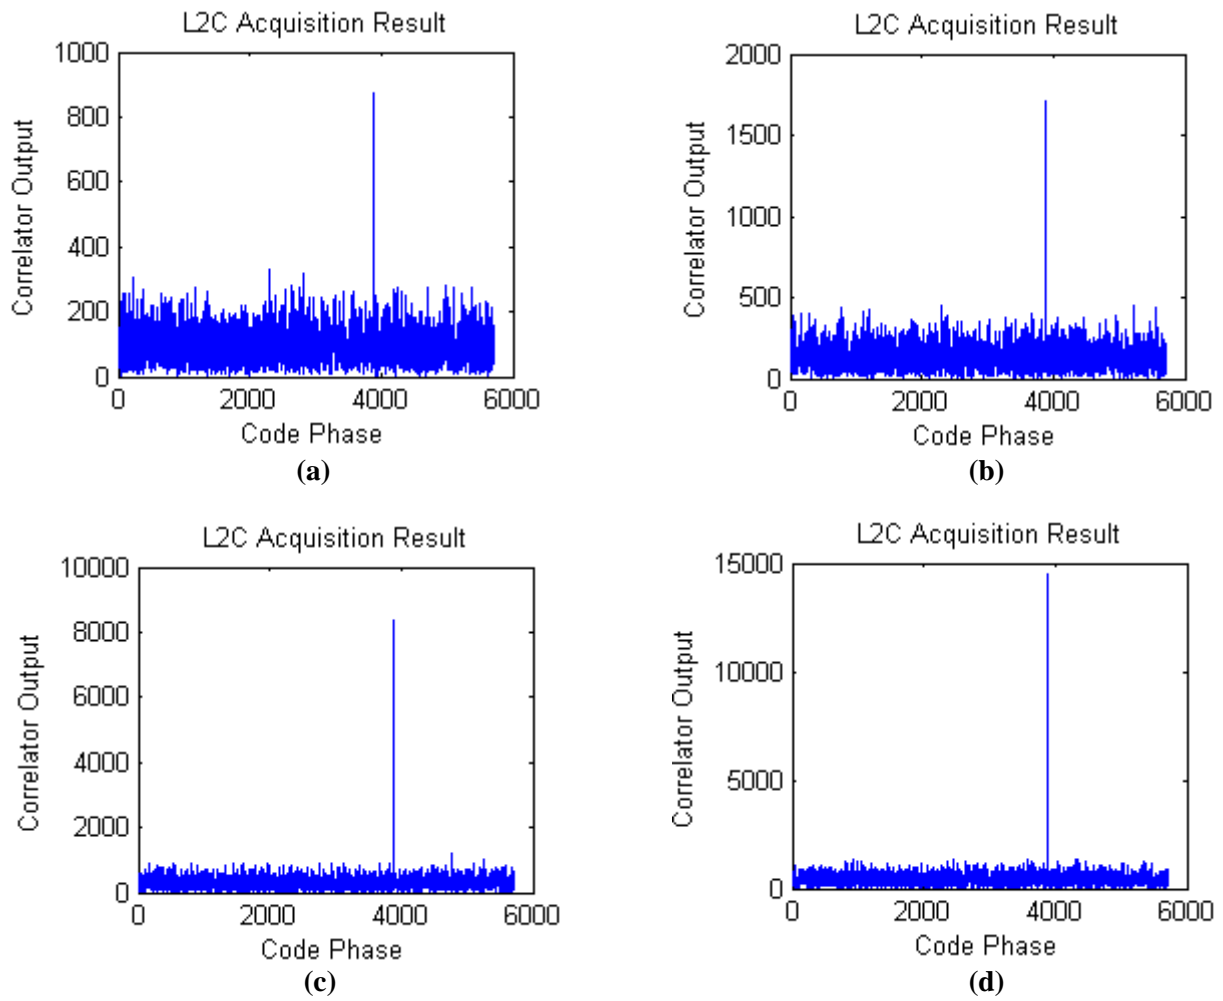 L2C Acquisition Result
1000
800
600
400
200
0
Correlator Output
0 2000 4000 6000
Code Phase
(a)
L2C Acquisition Result
2000
1500
1000
500
0
Correlator Output
0 2000 4000 6000
Code Phase
(b)
L2C Acquisition Result
10000
8000
6000
4000
2000
0
Correlator Output
0 2000 4000 6000
Code Phase
(c)
L2C Acquisition Result
15000
10000
5000
0
Correlator Output
0 2000 4000 6000
Code Phase
(d)